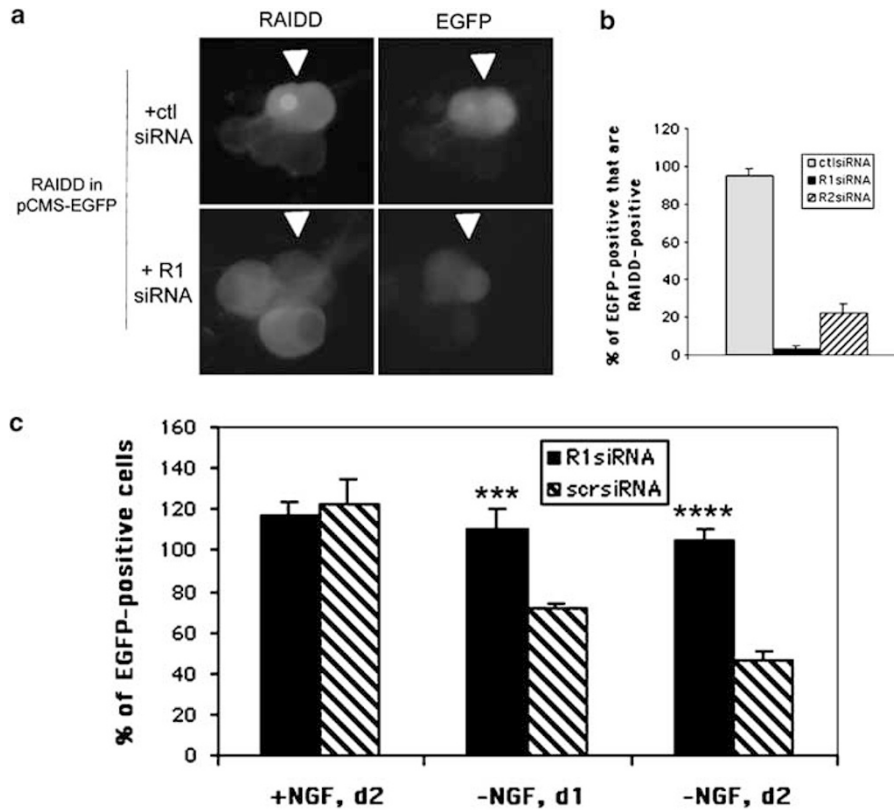 a
RAIDD
EGFP
RAIDD in
pCMS-EGFP
+ctl
siRNA
+ R1
siRNA
b
% of EGFP-positive that are
RAIDD-positive
120
100
80
60
40
20
0
ctlsiRNA
R1siRNA
R2siRNA
c
% of EGFP-positive cells
160
140
120
100
80
60
40
20
0
R1siRNA
scrsiRNA
***
****
+NGF, d2
-NGF, d1
-NGF, d2